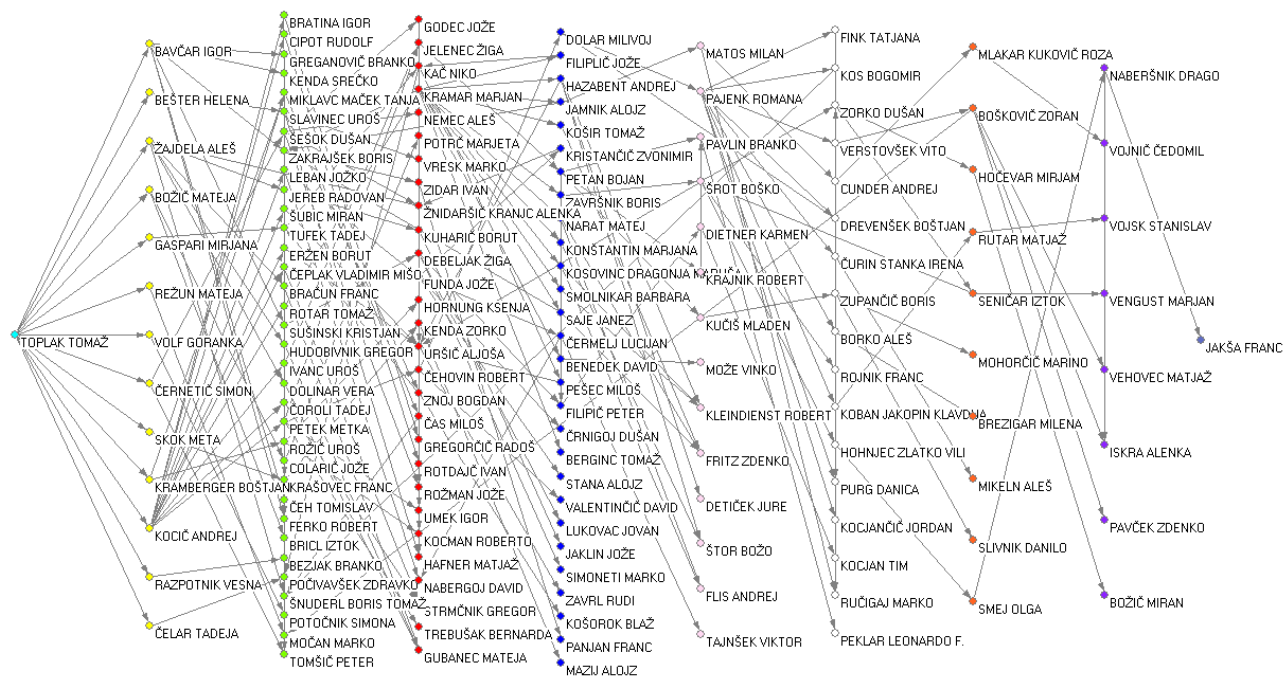 TOPLAK TOMAŽ
BAVČAR IGOR
BEŠTER HELENA
ŽAJDELA ALEŠ
BOŽIČ MATEJA
GASPARI MIRJANA
REŽUN MATEJA
VOLF GORANKA
ČERNETIČ SIMON
SKOK META
KRAMBERGER BOŠTJAN
KOCIČ ANDREJ
RAZPOTNIK VESNA
ČELAR TADEJA
BRATINA IGOR
CIPOT RUDOLF
GREGANOVIČ BRANKO
KENDA SREČKO
MIKLAVC MAČEK TANJA
SLAVINEC UROŠ
ŠEŠOK DUŠAN
ZAKRAJŠEK BORIS
LEBAN JOŽKO
JEREB RADOVAN
ŠUBIC MIRAN
TUFEK TADEJ
ERŽEN BORUT
ČEPLAK VLADIMIR MIŠO
BRAČUN FRANC
ROTAR TOMAŽ
SUŠINSKI KRISTJAN
HUDOBIVNIK GREGOR
IVANC UROŠ
DOLINAR VERA
ČOROLI TADEJ
PETEK METKA
ROŽIČ UROŠ
COLARIČ JOŽE
KRAŠOVEC FRANC
ČEH TOMISLAV
FERKO ROBERT
BRICL IZTOK
BEZJAK BRANKO
POČIVAVŠEK ZDRAVKO
ŠNUDERL BORIS TOMAŽ
POTOČNIK SIMONA
MOČAN MARKO
TOMŠIČ PETER
GODEC JOŽE
JELENEC ŽIGA
KAČ NIKO
KRAMAR MARJAN
NEMEC ALEŠ
POTRČ MARJETA
VRESK MARKO
ZIDAR IVAN
ŽNIDARŠIČ KRANJC ALENKA
KUHARIČ BORUT
DEBELJAK ŽIGA
FUNDA JOŽE
HORNUNG KSENJA
KENDA ZORKO
URŠIČ ALJOŠA
ČEHOVIN ROBERT
ZNOJ BOGDAN
ČAS MILOŠ
GREGORČIČ RADOŠ
ROTDAJČ IVAN
ROŽMAN JOŽE
UMEK IGOR
KOCMAN ROBERTO
HAFNER MATJAŽ
NABERGOJ DAVID
STRMČNIK GREGOR
TREBUŠAK BERNARDA
GUBANEC MATEJA
DOLAR MILIVOJ
FILIPLIČ JOŽE
HAZABENT ANDREJ
JAMNIK ALOJZ
KOŠIR TOMAŽ
KRISTANČIČ ZVONIMIR
PETAN BOJAN
ZAVRŠNIK BORIS
NARAT MATEJ
KONSTANTIN MARJANA
KOSOVINC DRAGONJA
SMOLNIKAR BARBARA
SAJE JANEZ
ČERMELJ LUCIJAN
BENEDEK DAVID
PEŠEC MILOŠ
FILIPIČ PETER
ČRNIGOJ DUŠAN
BERGINC TOMAŽ
STANA ALOJZ
VALENTINČIČ DAVID
LUKOVAC JOVAN
JAKLIN JOŽE
SIMONETI MARKO
ZAVRL RUDI
KOŠOROK BLAŽ
PANJAN FRANC
MAZIJ ALOJZ
MATOS MILAN
PAJENK ROMANA
PAVLIN BRANKO
ŠROT BOŠKO
DIETNER KARMEN
KRAJNIK ROBERT
KUČIŠ MLADEN
MOŽE VINKO
KLEINDIENST ROBERT
FRITZ ZDENKO
DETIČEK JURE
ŠTOR BOŽO
FLIS ANDREJ
TAJNŠEK VIKTOR
FINK TATJANA
KOS BOGOMIR
ZORKO DUŠAN
VERSTOVŠEK VITO
CUNDER ANDREJ
DREVENŠEK BOŠTJAN
ČURIN STANKA IRENA
ZUPANČIČ BORIS
BORKO ALEŠ
ROJNIK FRANC
KOBAN JAKOPIN KLAVDIJA
HOHNJEC ZLATKO VILI
PURG DANICA
KOCJANČIČ JORDAN
KOCJAN TIM
RUČIGAJ MARKO
PEKLAR LEONARDO F.
MLAKAR KUKOVIČ ROZA
BOŠKOVIČ ZORAN
HOČEVAR MIRJAM
RUTAR MATJAŽ
SENIČAR IZTOK
MOHORČIČ MARINO
BREZIGAR MILENA
MIKELN ALEŠ
SLIVNIK DANILO
SMEJ OLGA
NABERŠNIK DRAGO
VOJNIČ ČEDOMIL
VOJSK STANISLAV
VENGUST MARJAN
VEHOVEC MATJAŽ
ISKRA ALENKA
PAVČEK ZDENKO
BOŽIČ MIRAN
JAKŠA FRANC